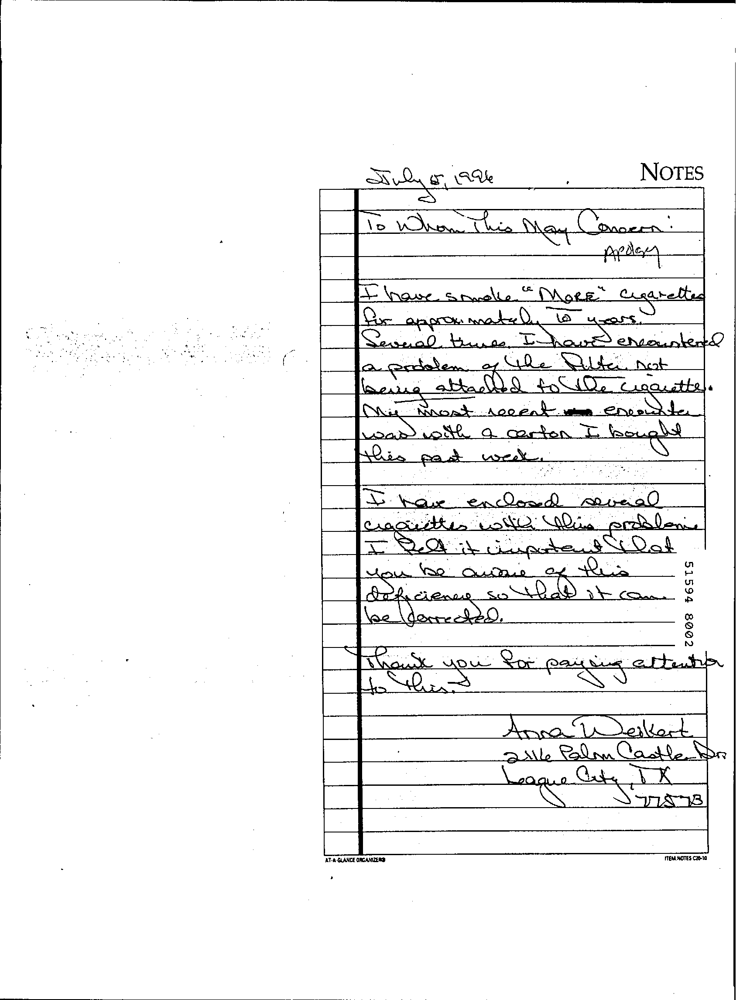 July 5, 1996
NOTES
To Whom This May Concern:
Apology
I have smoke "MORE" cigarettes
for approximately 10 years.
Several times I have encountered
a problem of the filter not
being attached to the cigarette.
My most recent encounter
was with a carton I bought
this past week.
I have enclosed several
cigarettes with this problem
I felt it important that
you be aware of this
deficiency so that it can
be corrected.
Thank you for paying attention
to this.
Anna Weikert
2116 Palm Castle Dr
League City, TX
77573
51594 8002
AT-A-GLANCE ORGANIZERS
ITEM NOTES C20-10